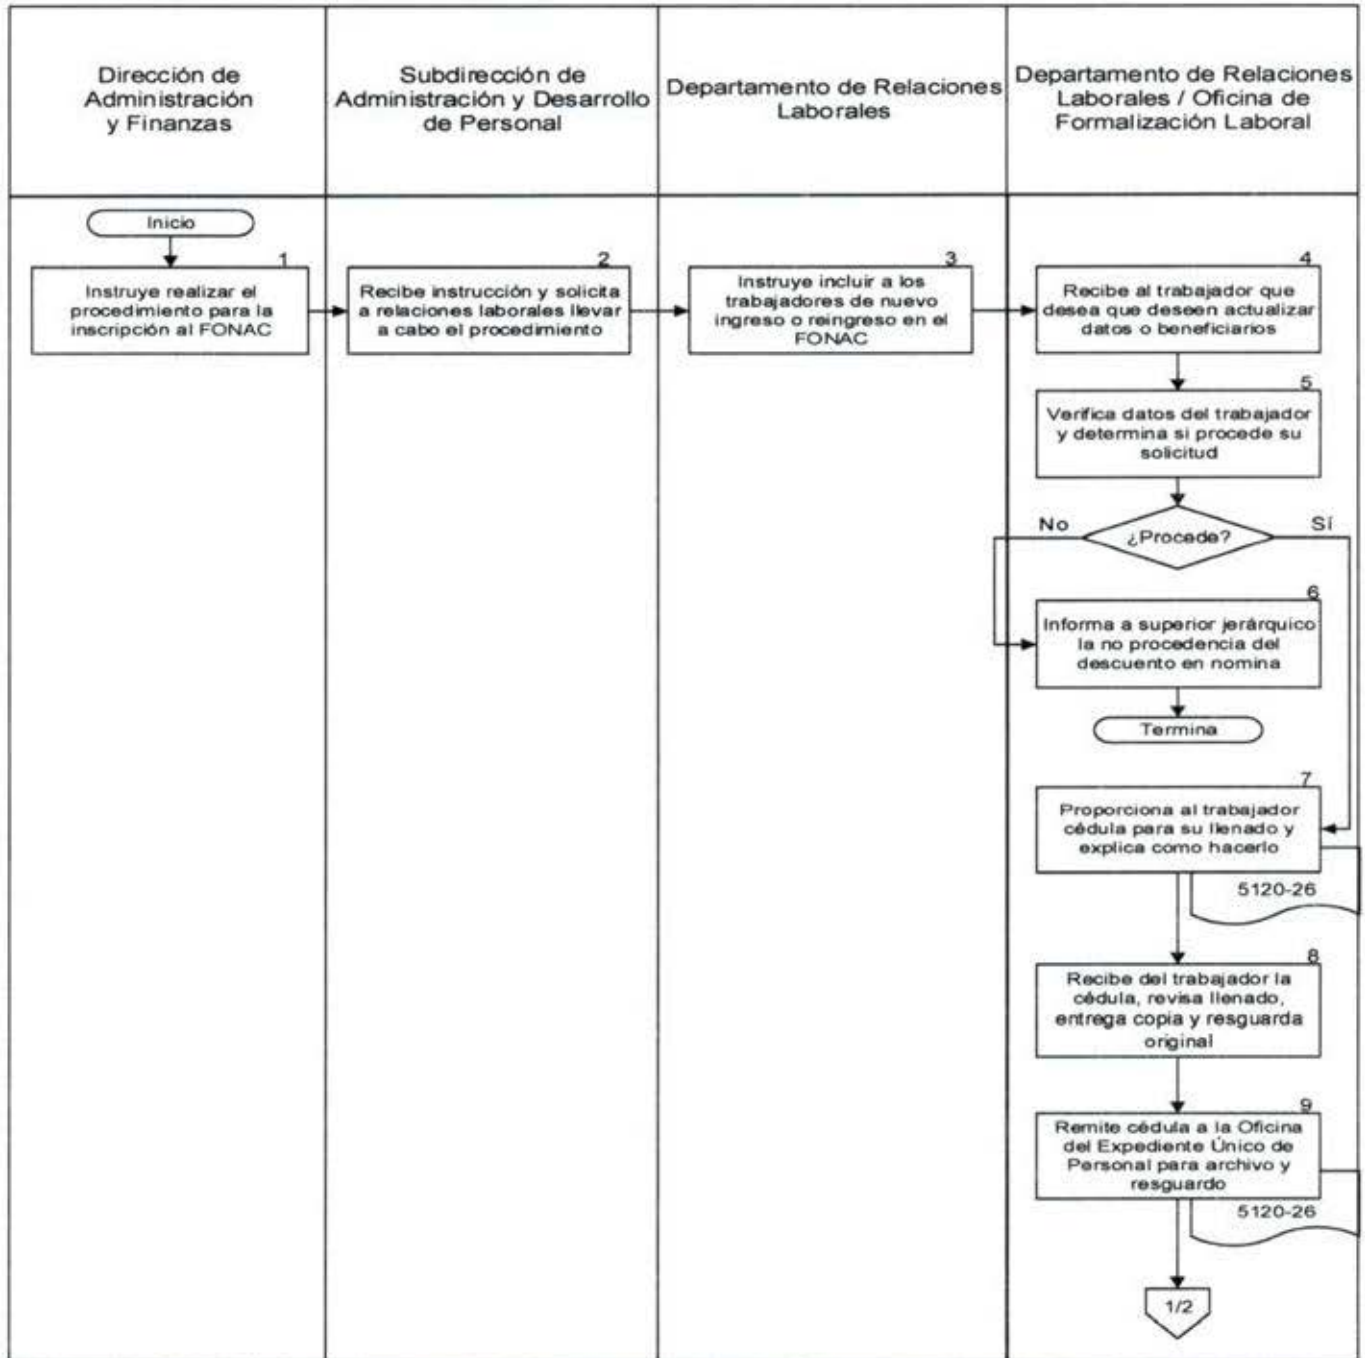 Dirección de
Administración
y Finanzas
Subdirección de
Administración y Desarrollo
de Personal
Departamento de Relaciones
Laborales
Departamento de Relaciones
Laborales / Oficina de
Formalización Laboral
Inicio
1
Instruye realizar el
procedimiento para la
inscripción al FONAC
2
Recibe instrucción y solicita
a relaciones laborales llevar
a cabo el procedimiento
3
Instruye incluir a los
trabajadores de nuevo
ingreso o reingreso en el
FONAC
4
Recibe al trabajador que
desea que deseen actualizar
datos o beneficiarios
5
Verifica datos del trabajador
y determina si procede su
solicitud
No
¿Procede?
Sí
6
Informa a superior jerárquico
la no procedencia del
descuento en nomina
Termina
7
Proporciona al trabajador
cédula para su llenado y
explica como hacerlo
5120-26
8
Recibe del trabajador la
cédula, revisa llenado,
entrega copia y resguarda
original
9
Remite cédula a la Oficina
del Expediente Único de
Personal para archivo y
resguardo
5120-26
1/2